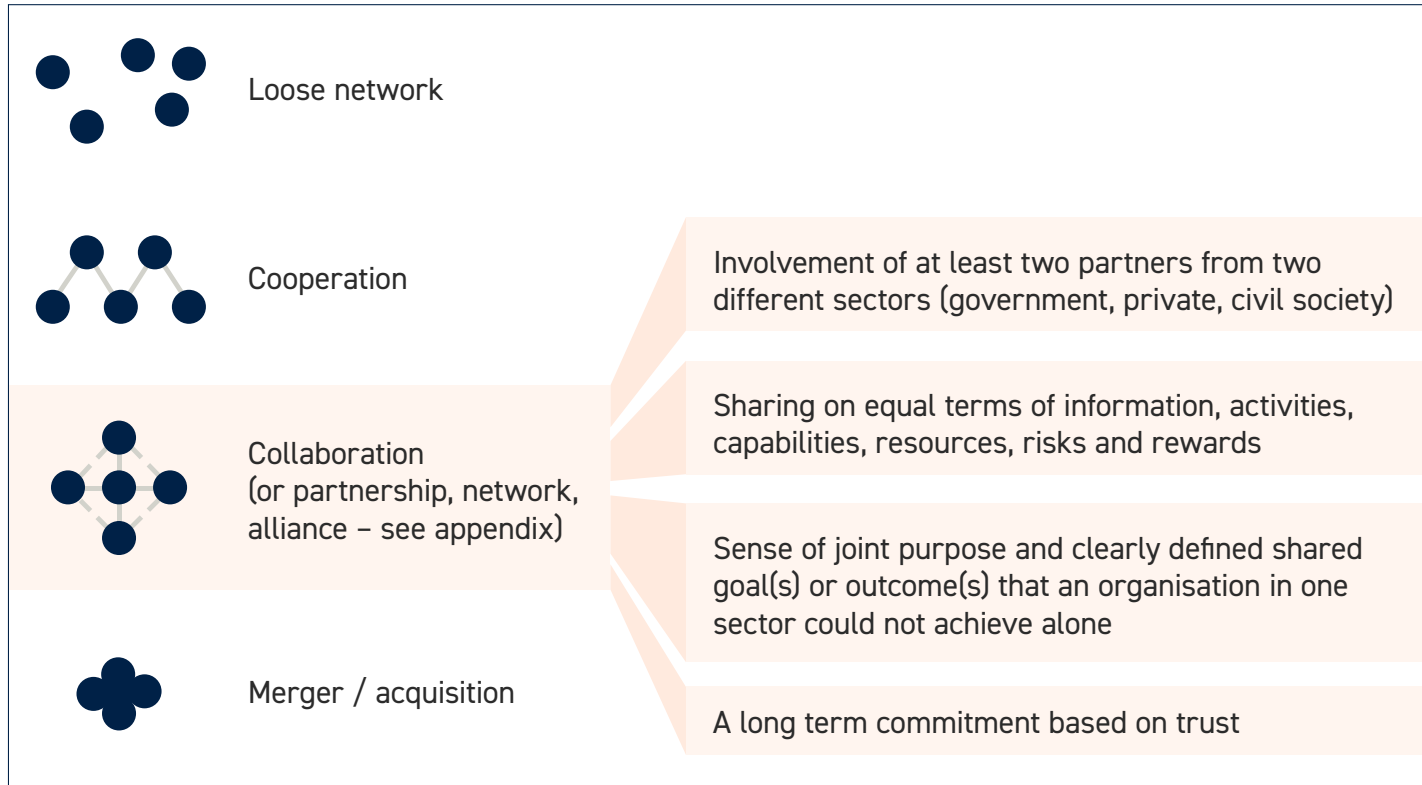 Loose network
Cooperation
Collaboration
(or partnership, network,
alliance – see appendix)
Merger / acquisition
Involvement of at least two partners from two
different sectors (government, private, civil society)
Sharing on equal terms of information, activities,
capabilities, resources, risks and rewards
Sense of joint purpose and clearly defined shared
goal(s) or outcome(s) that an organisation in one
sector could not achieve alone
A long term commitment based on trust